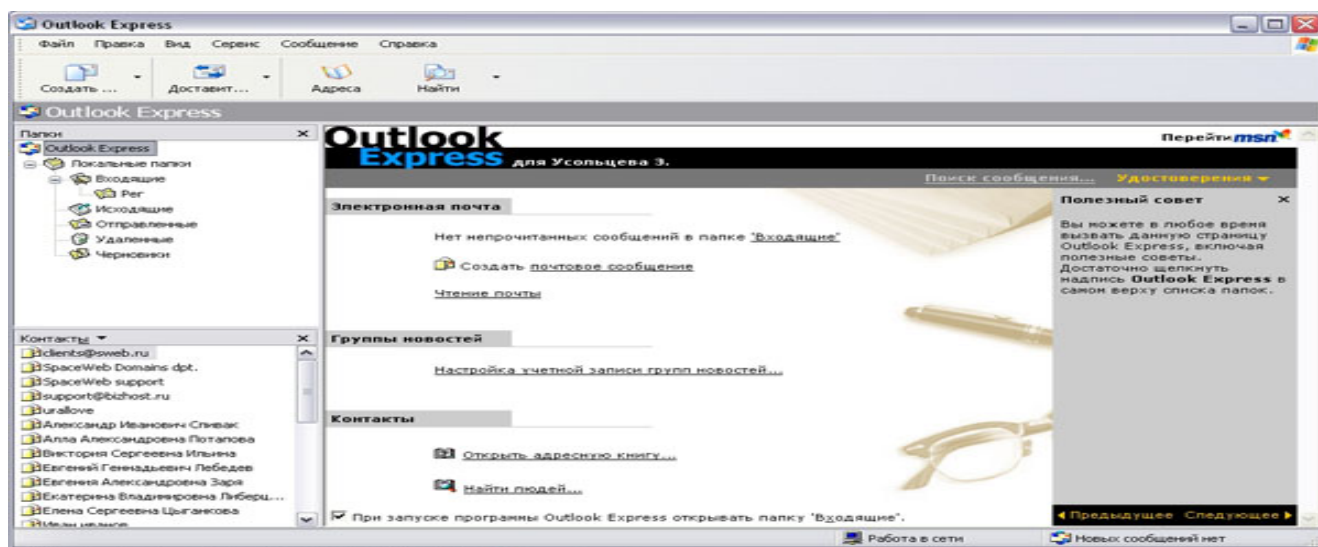 Outlook Express
Файл Правка Вид Сервис Сообщение Справка
Создать ... Доставит... Адреса Найти
Outlook Express
Папки
Outlook Express
Локальные папки
Входящие
Рег
Исходящие
Отправленные
Удаленные
Черновики
Контакты
clients@sweb.ru
SpaceWeb Domains dpt.
SpaceWeb support
support@bizhost.ru
urallove
Александр Иванович Спивак
Алла Александровна Потапова
Виктория Сергеевна Ильина
Евгений Геннадьевич Лебедев
Евгения Александровна Заря
Екатерина Владимировна Либерц...
Елена Сергеевна Цыганкова
Иван иванов
Outlook
Express для Усольцева З.
Перейти msn
Поиск сообщения... Удостоверения
Электронная почта
Нет непрочитанных сообщений в папке 'Входящие'
Создать почтовое сообщение
Чтение почты
Группы новостей
Настройка учетной записи групп новостей...
Контакты
Открыть адресную книгу...
Найти людей...
При запуске программы Outlook Express открывать папку 'Входящие'.
Полезный совет
Вы можете в любое время
вызвать данную страницу
Outlook Express, включая
полезные советы.
Достаточно щелкнуть
надпись Outlook Express в
самом верху списка папок.
Предыдущее Следующее
Работа в сети
Новых сообщений нет